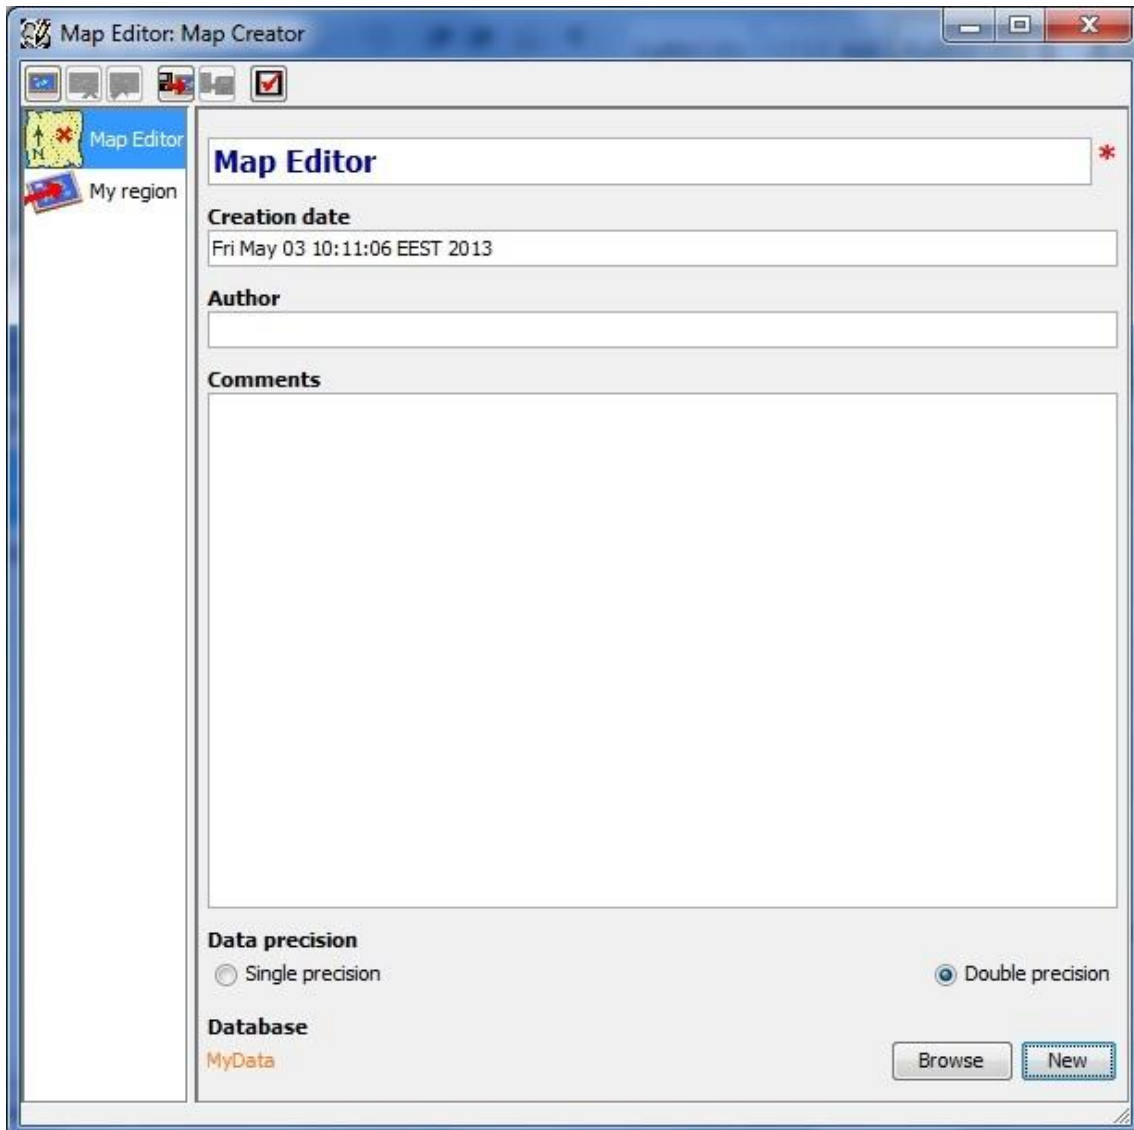 Map Editor: Map Creator
Map Editor
My region
Map Editor *
Creation date
Fri May 03 10:11:06 EEST 2013
Author
Comments
Data precision
Single precision
Double precision
Database
MyData
Browse
New